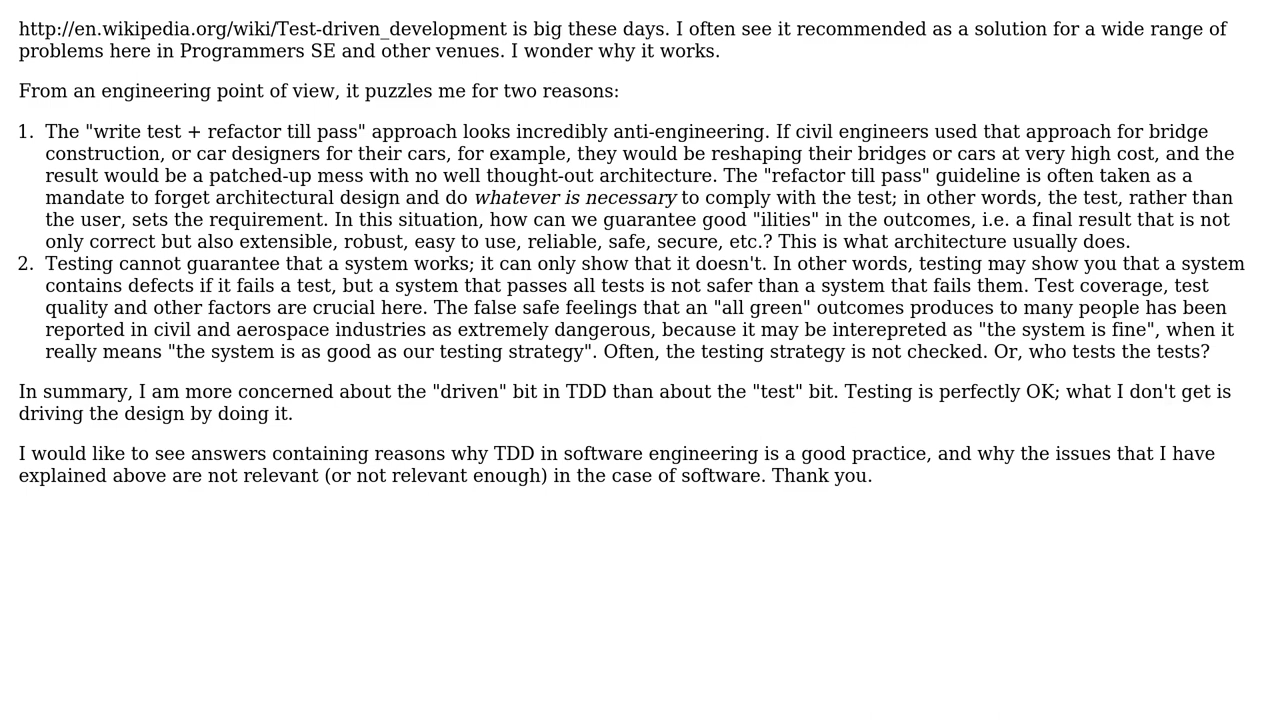 http://en.wikipedia.org/wiki/Test-driven_development is big these days. I often see it recommended as a solution for a wide range of
problems here in Programmers SE and other venues. I wonder why it works.
From an engineering point of view, it puzzles me for two reasons:
1. The "write test + refactor till pass" approach looks incredibly anti-engineering. If civil engineers used that approach for bridge
construction, or car designers for their cars, for example, they would be reshaping their bridges or cars at very high cost, and the
result would be a patched-up mess with no well thought-out architecture. The "refactor till pass" guideline is often taken as a
mandate to forget architectural design and do whatever is necessary to comply with the test; in other words, the test, rather than
the user, sets the requirement. In this situation, how can we guarantee good "ilities" in the outcomes, i.e. a final result that is not
only correct but also extensible, robust, easy to use, reliable, safe, secure, etc.? This is what architecture usually does.
2. Testing cannot guarantee that a system works; it can only show that it doesn't. In other words, testing may show you that a system
contains defects if it fails a test, but a system that passes all tests is not safer than a system that fails them. Test coverage, test
quality and other factors are crucial here. The false safe feelings that an "all green" outcomes produces to many people has been
reported in civil and aerospace industries as extremely dangerous, because it may be interepreted as "the system is fine", when it
really means "the system is as good as our testing strategy". Often, the testing strategy is not checked. Or, who tests the tests?
In summary, I am more concerned about the "driven" bit in TDD than about the "test" bit. Testing is perfectly OK; what I don't get is
driving the design by doing it.
I would like to see answers containing reasons why TDD in software engineering is a good practice, and why the issues that I have
explained above are not relevant (or not relevant enough) in the case of software. Thank you.